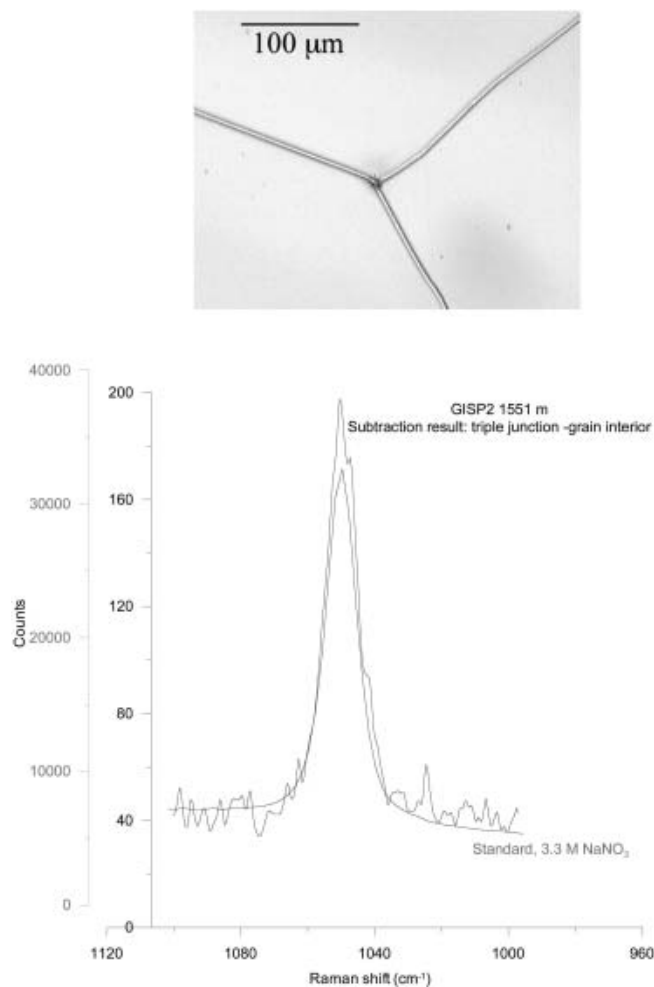 100 μm
GISP2 1551 m
Subtraction result: triple junction -grain interior
40000
30000
20000
10000
0
200
160
120
80
40
0
Counts
Standard, 3.3 M NaNO₃
1120
1080
1040
1000
960
Raman shift (cm⁻¹)